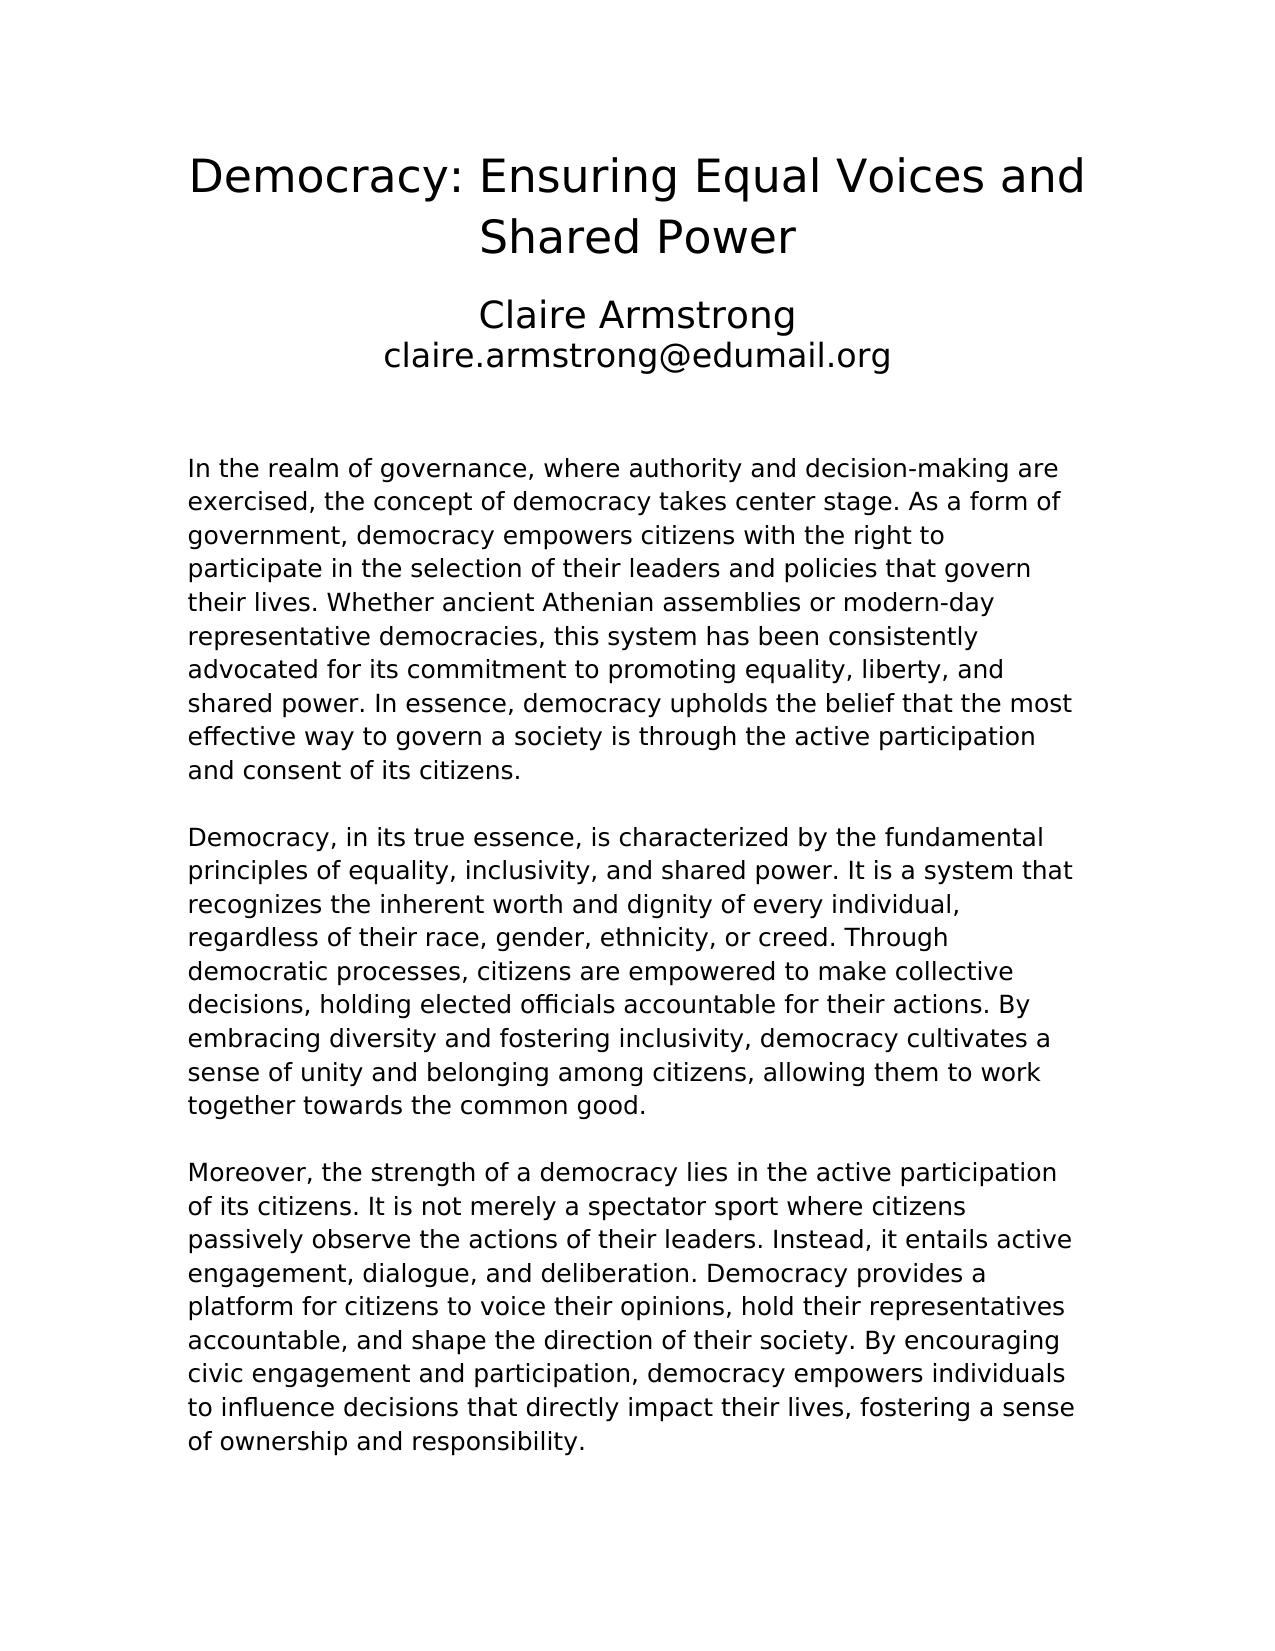 Democracy: Ensuring Equal Voices and
Shared Power
Claire Armstrong
claire.armstrong@edumail.org
In the realm of governance, where authority and decision-making are
exercised, the concept of democracy takes center stage. As a form of
government, democracy empowers citizens with the right to
participate in the selection of their leaders and policies that govern
their lives. Whether ancient Athenian assemblies or modern-day
representative democracies, this system has been consistently
advocated for its commitment to promoting equality, liberty, and
shared power. In essence, democracy upholds the belief that the most
effective way to govern a society is through the active participation
and consent of its citizens.
Democracy, in its true essence, is characterized by the fundamental
principles of equality, inclusivity, and shared power. It is a system that
recognizes the inherent worth and dignity of every individual,
regardless of their race, gender, ethnicity, or creed. Through
democratic processes, citizens are empowered to make collective
decisions, holding elected officials accountable for their actions. By
embracing diversity and fostering inclusivity, democracy cultivates a
sense of unity and belonging among citizens, allowing them to work
together towards the common good.
Moreover, the strength of a democracy lies in the active participation
of its citizens. It is not merely a spectator sport where citizens
passively observe the actions of their leaders. Instead, it entails active
engagement, dialogue, and deliberation. Democracy provides a
platform for citizens to voice their opinions, hold their representatives
accountable, and shape the direction of their society. By encouraging
civic engagement and participation, democracy empowers individuals
to influence decisions that directly impact their lives, fostering a sense
of ownership and responsibility.